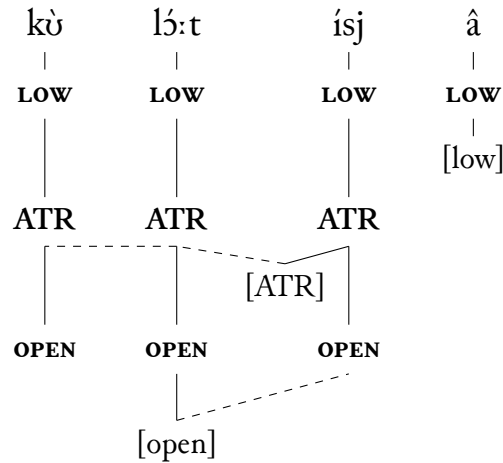 kʊ̀ lɔ́ːt ísj â
LOW LOW LOW LOW
[low]
ATR ATR ATR
[ATR]
OPEN OPEN OPEN
[open]